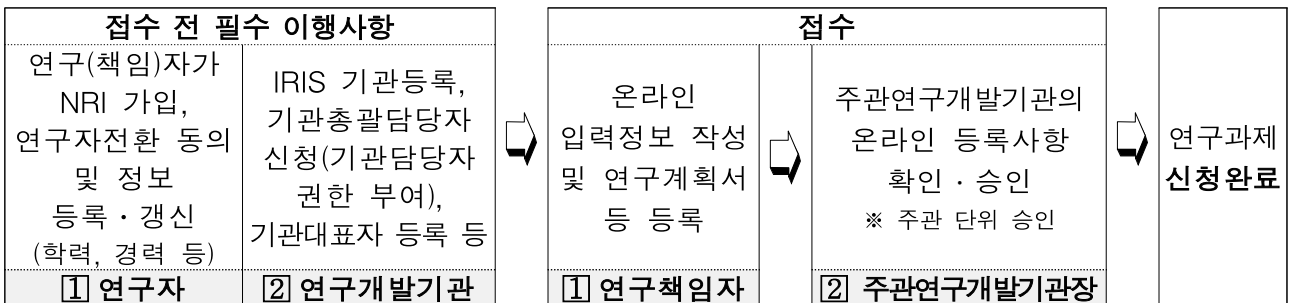 접수 전 필수 이행사항
연구(책임)자가
NRI 가입,
연구자전환 동의
및 정보
등록·갱신
(학력, 경력 등)
1 연구자
IRIS 기관등록,
기관총괄담당자
신청(기관담당자
권한 부여),
기관대표자 등록 등
2 연구개발기관
접수
온라인
입력정보 작성
및 연구계획서
등 등록
1 연구책임자
주관연구개발기관의
온라인 등록사항
확인·승인
※ 주관 단위 승인
2 주관연구개발기관장
연구과제
신청완료